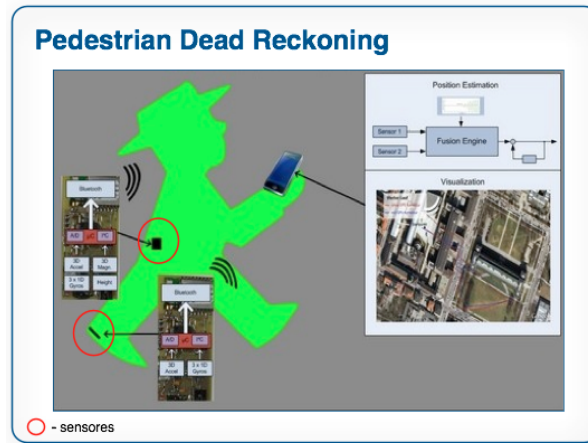 Pedestrian Dead Reckoning
Position Estimation
Sensor 1
Sensor 2
Fusion Engine
Visualization
Bluetooth
A/D
µC
I²C
3D Accel
3D Magn.
3 x 1D Gyros
Height
Bluetooth
A/D
µC
I²C
3D Accel
3 x 1D Gyros
- sensores